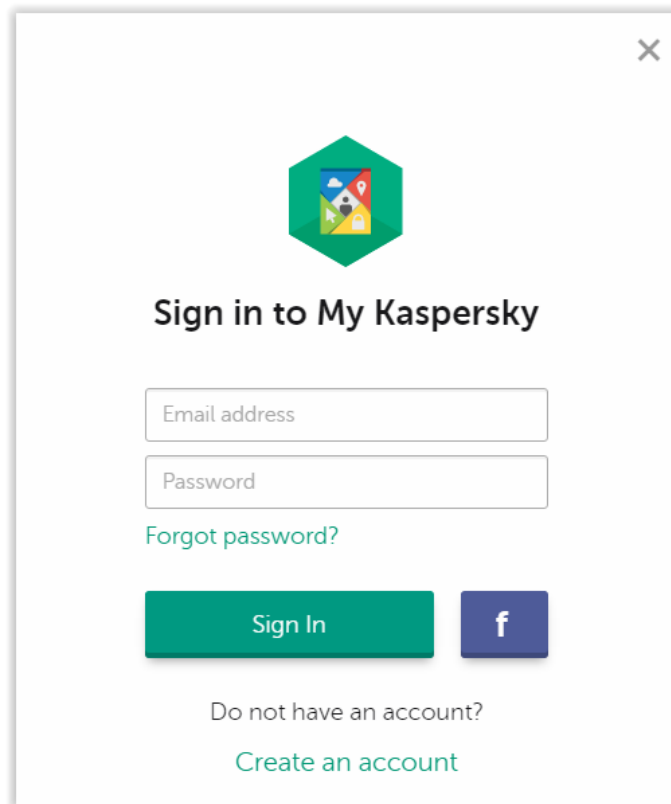 Sign in to My Kaspersky
Email address
Password
Forgot password?
Sign In
f
Do not have an account?
Create an account